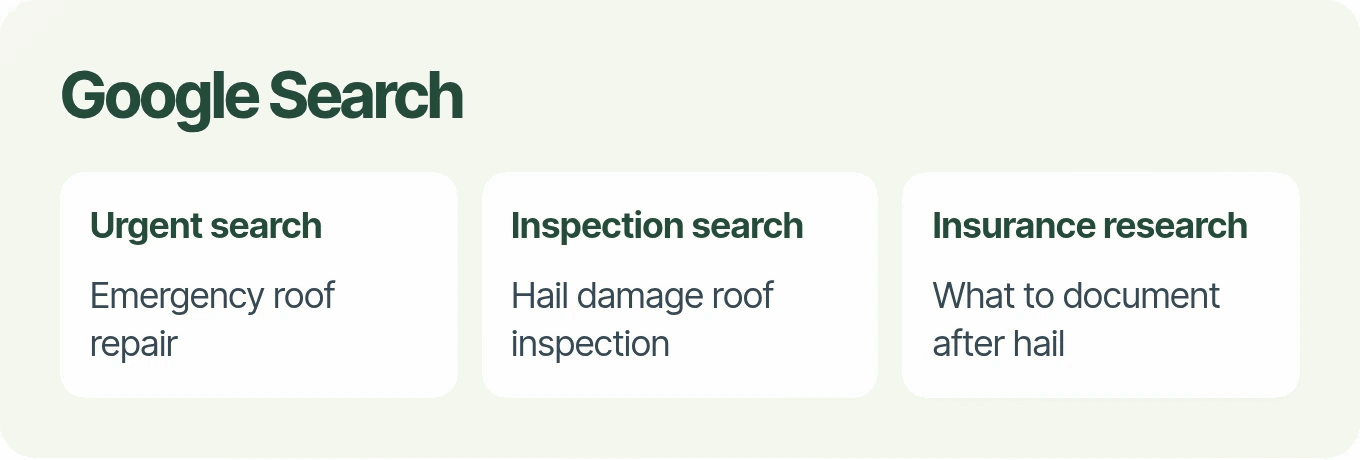 Google Search
Urgent search
Emergency roof
repair
Inspection search
Hail damage roof
inspection
Insurance research
What to document
after hail